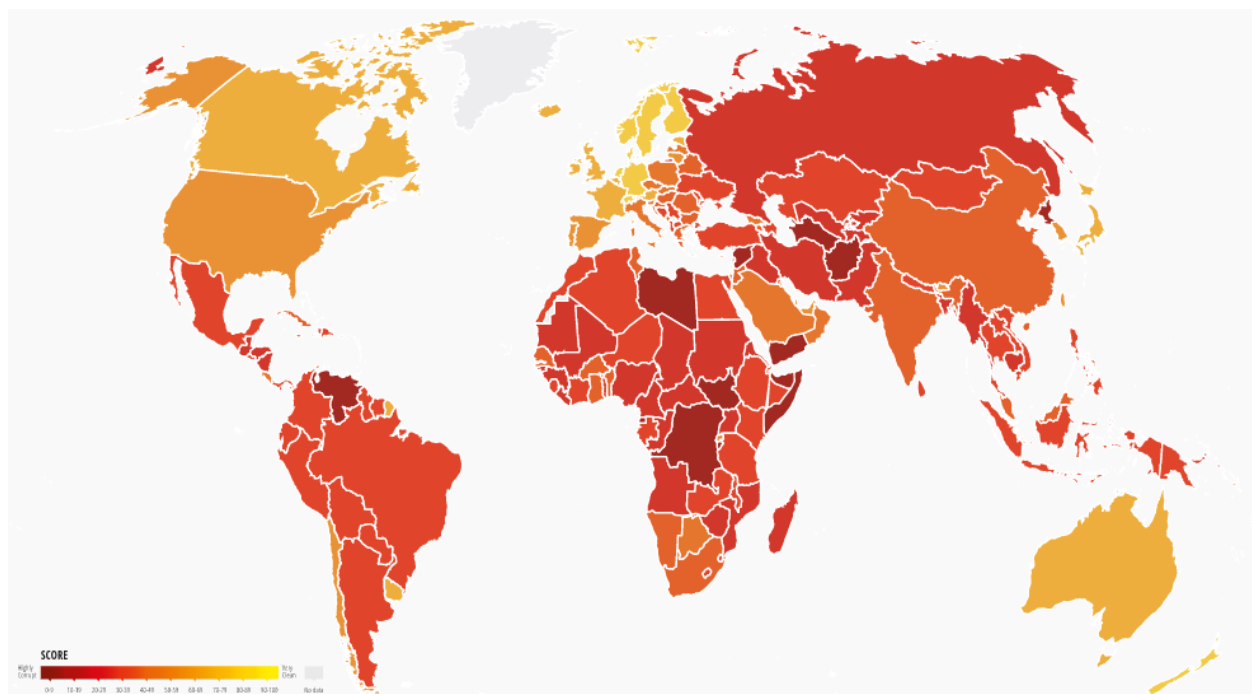 SCORE
Highly Corrupt
Very Clean
0-9 10-19 20-29 30-39 40-49 50-59 60-69 70-79 80-89 90-100 No data